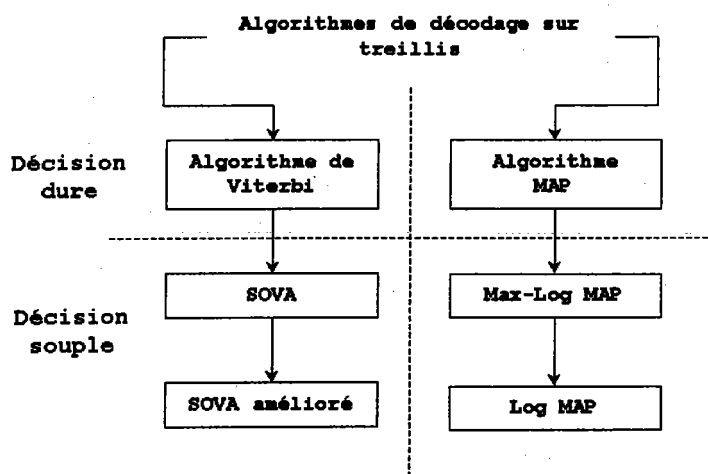 Algorithmes de décodage sur
treillis
Décision
dure
Algorithme de
Viterbi
Algorithme
MAP
Décision
souple
SOVA
Max-Log MAP
SOVA amélioré
Log MAP